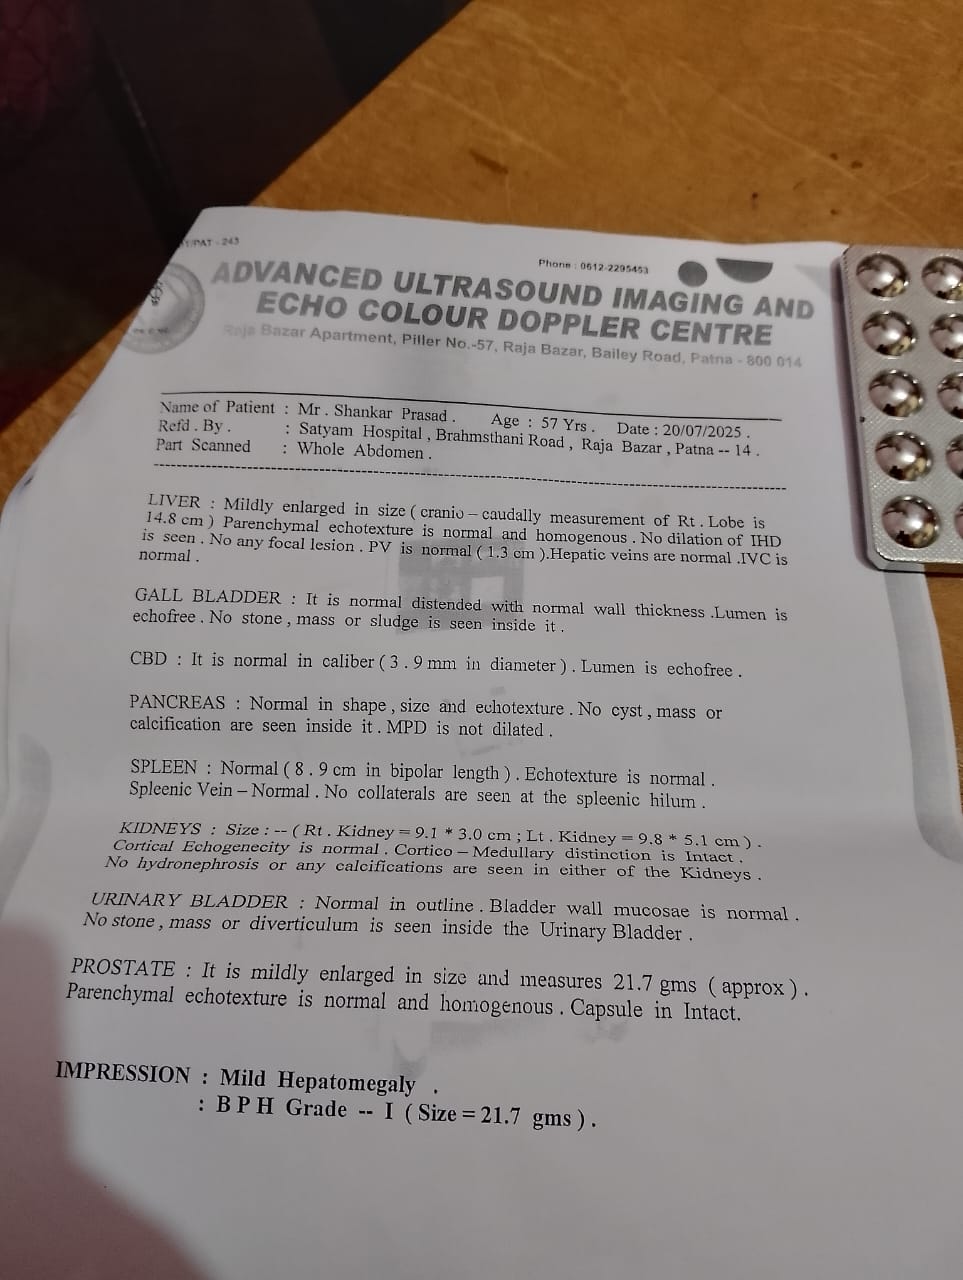 PAT - 243
Phone : 0612-2295453
ADVANCED ULTRASOUND IMAGING AND
ECHO COLOUR DOPPLER CENTRE
Raja Bazar Apartment, Piller No.-57, Raja Bazar, Bailey Road, Patna - 800 014
Name of Patient : Mr . Shankar Prasad . Age : 57 Yrs . Date : 20/07/2025 .
Refd . By . : Satyam Hospital , Brahmsthani Road , Raja Bazar , Patna -- 14 .
Part Scanned : Whole Abdomen .
LIVER : Mildly enlarged in size ( cranio – caudally measurement of Rt . Lobe is
14.8 cm ) Parenchymal echotexture is normal and homogenous . No dilation of IHD
is seen . No any focal lesion . PV is normal ( 1.3 cm ).Hepatic veins are normal .IVC is
normal .
GALL BLADDER : It is normal distended with normal wall thickness .Lumen is
echofree . No stone , mass or sludge is seen inside it .
CBD : It is normal in caliber ( 3 . 9 mm in diameter ) . Lumen is echofree .
PANCREAS : Normal in shape , size and echotexture . No cyst , mass or
calcification are seen inside it . MPD is not dilated .
SPLEEN : Normal ( 8 . 9 cm in bipolar length ) . Echotexture is normal .
Spleenic Vein – Normal . No collaterals are seen at the spleenic hilum .
KIDNEYS : Size : -- ( Rt . Kidney = 9.1 * 3.0 cm ; Lt . Kidney = 9.8 * 5.1 cm ) .
Cortical Echogenecity is normal . Cortico – Medullary distinction is Intact .
No hydronephrosis or any calcifications are seen in either of the Kidneys .
URINARY BLADDER : Normal in outline . Bladder wall mucosae is normal .
No stone , mass or diverticulum is seen inside the Urinary Bladder .
PROSTATE : It is mildly enlarged in size and measures 21.7 gms ( approx ) .
Parenchymal echotexture is normal and homogenous . Capsule in Intact.
IMPRESSION : Mild Hepatomegaly .
: B P H Grade -- I ( Size = 21.7 gms ) .